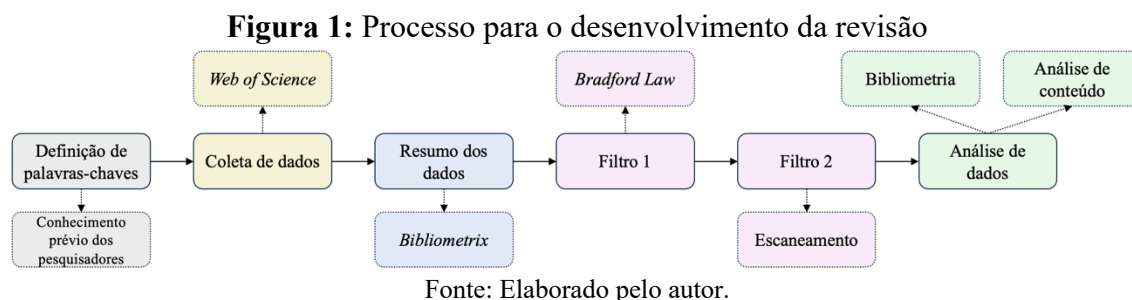 Figura 1: Processo para o desenvolvimento da revisão
Web of Science
Bradford Law
Bibliometria
Análise de
conteúdo
Definição de
palavras-chaves
Coleta de dados
Resumo dos
dados
Filtro 1
Filtro 2
Análise de
dados
Conhecimento
prévio dos
pesquisadores
Bibliometrix
Escaneamento
Fonte: Elaborado pelo autor.